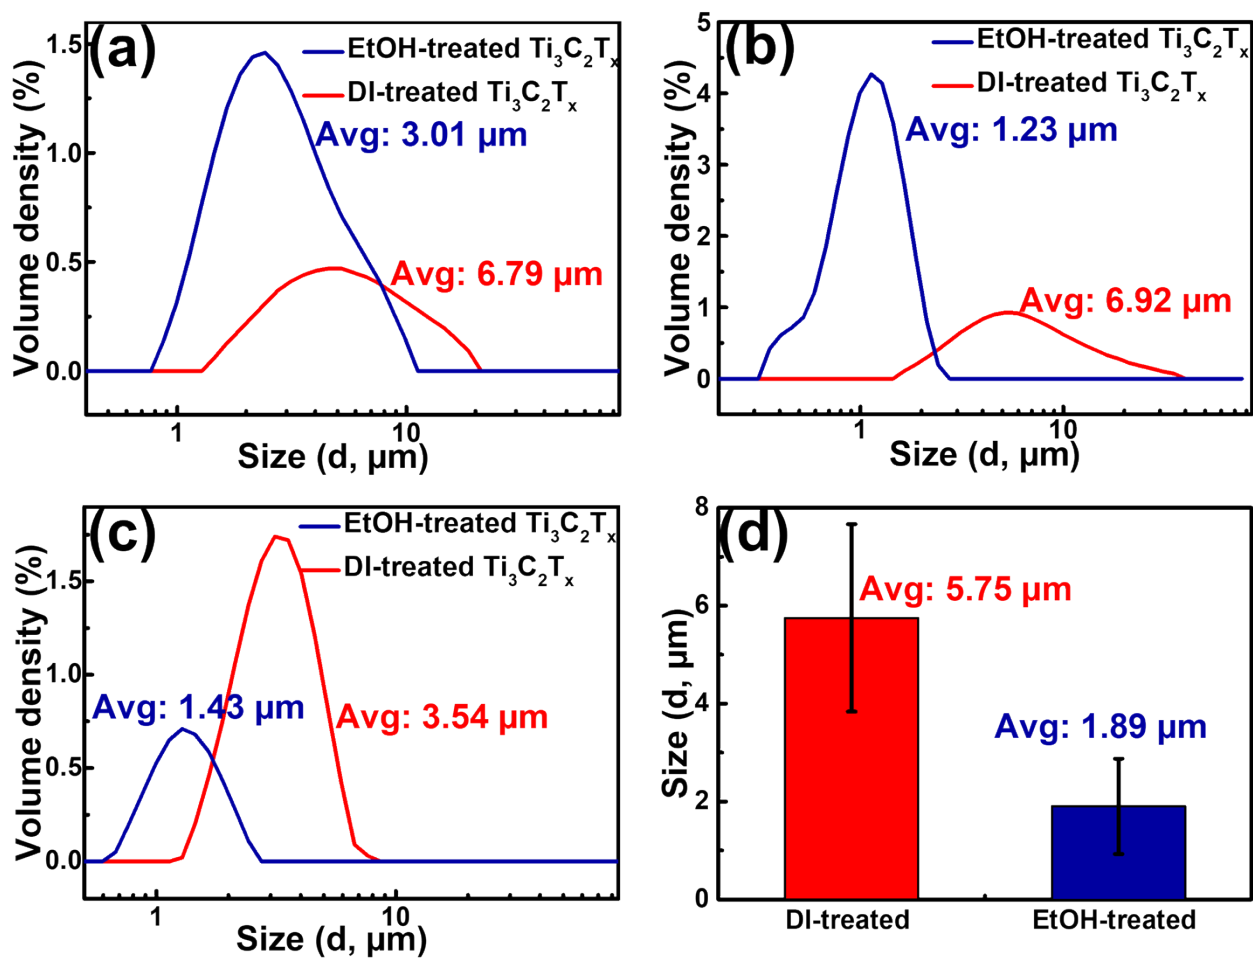 (a)
EtOH-treated Ti₃C₂Tₓ
DI-treated Ti₃C₂Tₓ
Avg: 3.01 µm
Avg: 6.79 µm
Volume density (%)
1.5
1.0
0.5
0.0
1 10
Size (d, µm)
(b)
EtOH-treated Ti₃C₂Tₓ
DI-treated Ti₃C₂Tₓ
Avg: 1.23 µm
Avg: 6.92 µm
Volume density (%)
5
4
3
2
1
0
1 10
Size (d, µm)
(c)
EtOH-treated Ti₃C₂Tₓ
DI-treated Ti₃C₂Tₓ
Avg: 1.43 µm
Avg: 3.54 µm
Volume density (%)
1.5
1.0
0.5
0.0
1 10
Size (d, µm)
(d)
Avg: 5.75 µm
Avg: 1.89 µm
Size (d, µm)
8
6
4
2
0
DI-treated EtOH-treated